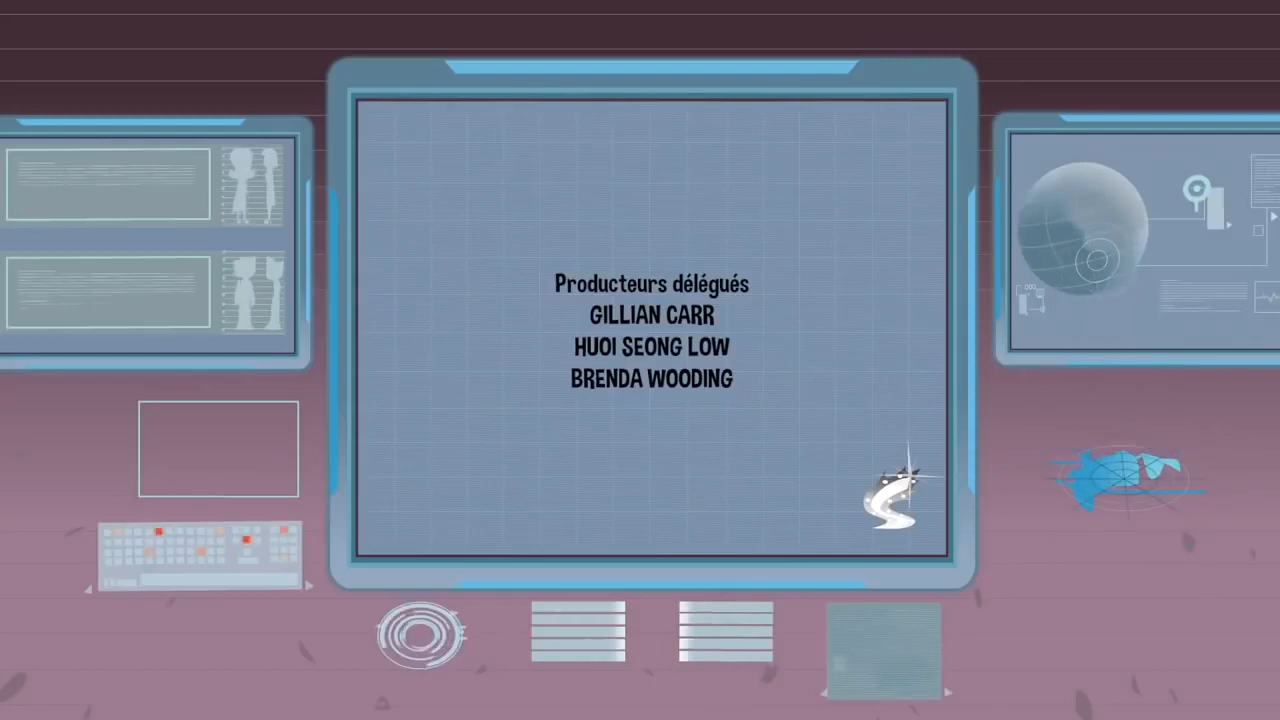 Producteurs délégués
GILLIAN CARR
HUOI SEONG LOW
BRENDA WOODING